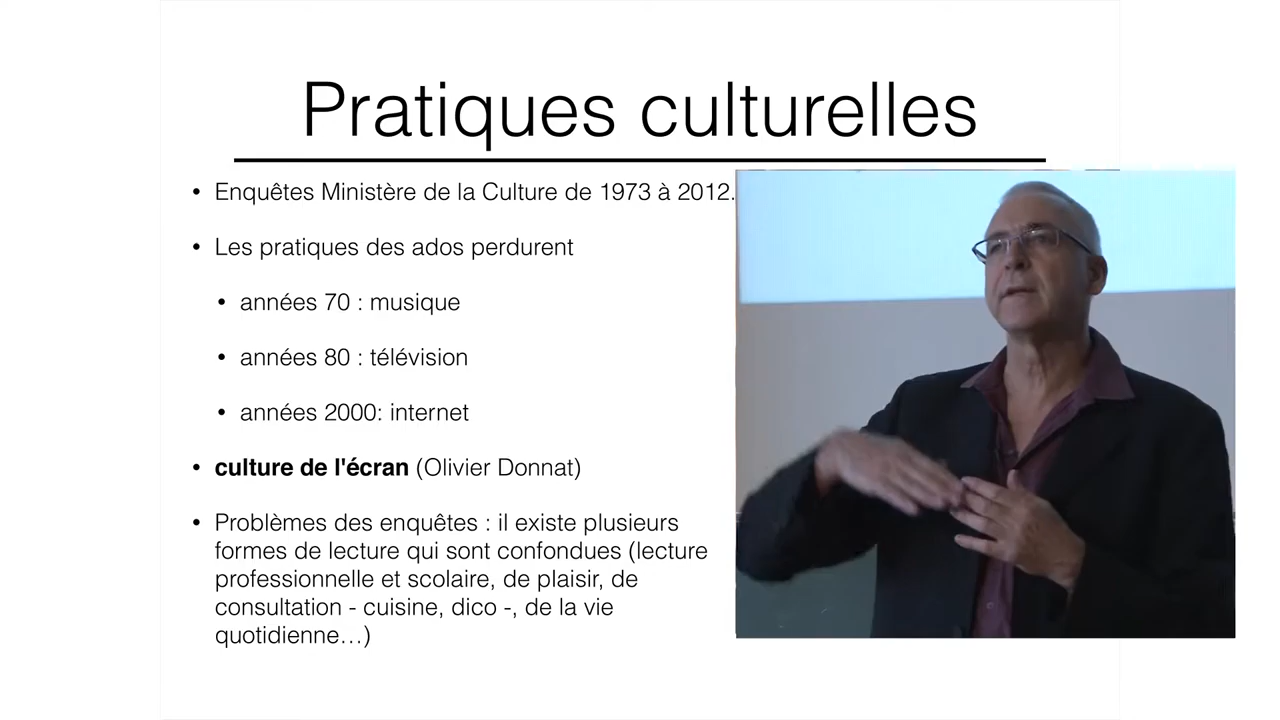 Pratiques culturelles
• Enquêtes Ministère de la Culture de 1973 à 2012.
• Les pratiques des ados perdurent
• années 70 : musique
• années 80 : télévision
• années 2000: internet
• culture de l'écran (Olivier Donnat)
• Problèmes des enquêtes : il existe plusieurs
formes de lecture qui sont confondues (lecture
professionnelle et scolaire, de plaisir, de
consultation - cuisine, dico -, de la vie
quotidienne…)